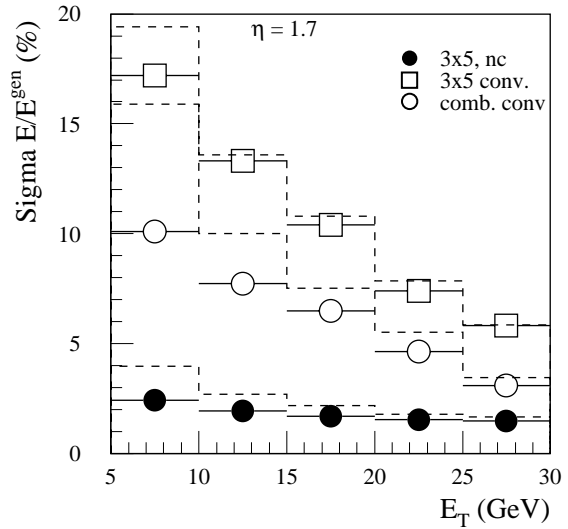 η = 1.7
3x5, nc
3x5 conv.
comb. conv
Sigma E/E^gen (%)
20
15
10
5
0
5 10 15 20 25 30
E_T (GeV)